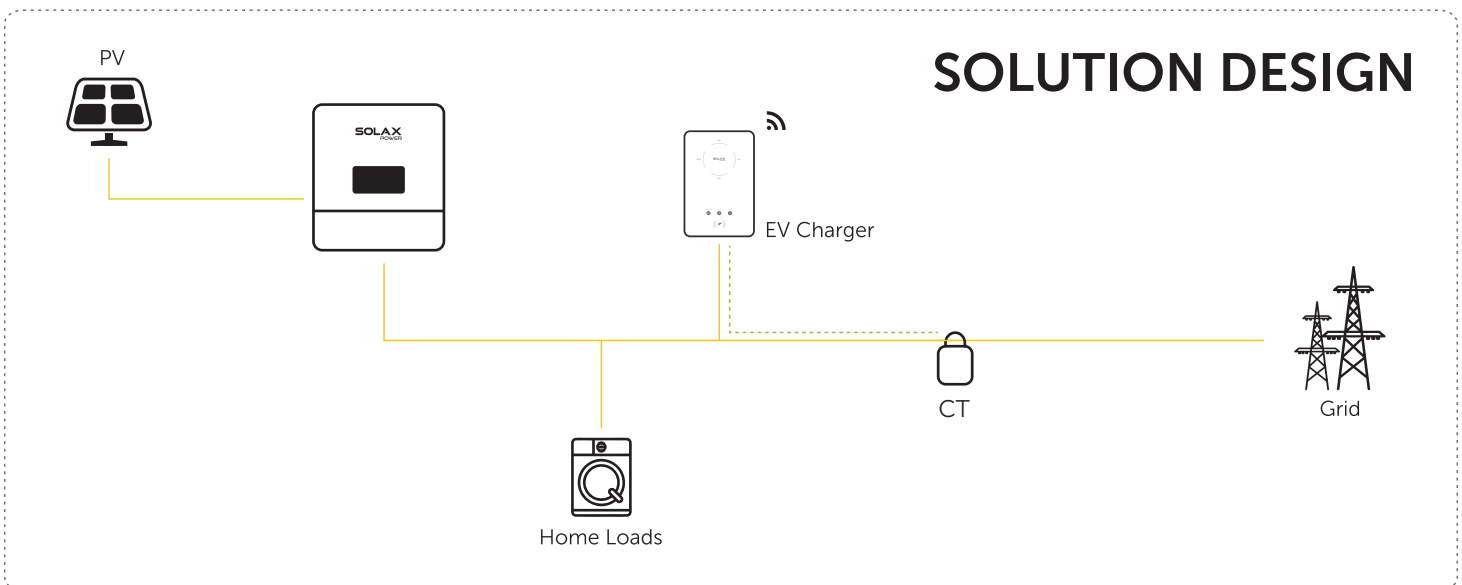 PV
SOLUTION DESIGN
SOLAX
POWER
EV Charger
CT
Grid
Home Loads